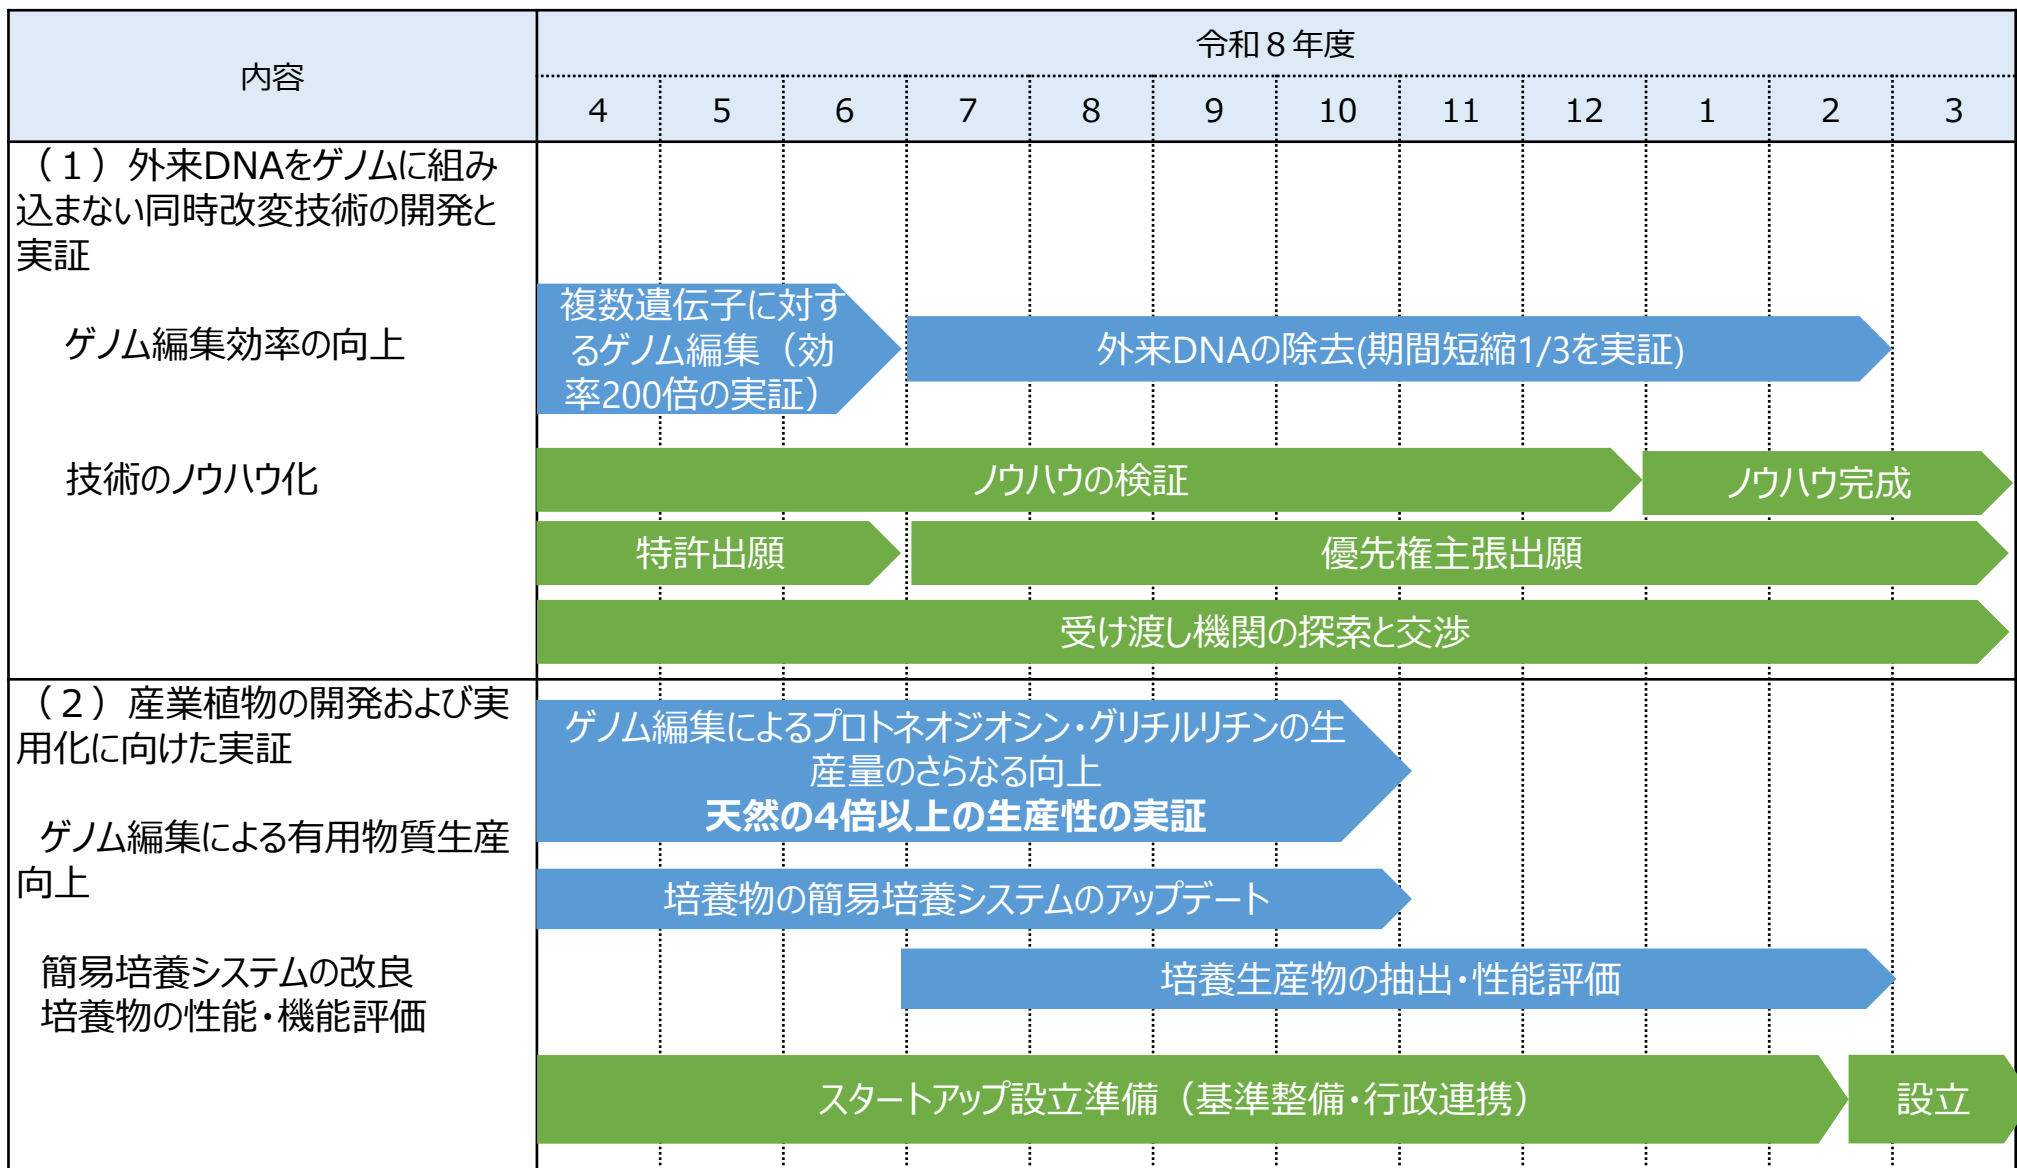 内容
令和８年度
4 5 6 7 8 9 10 11 12 1 2 3
（１）外来DNAをゲノムに組み
込まない同時改変技術の開発と
実証
ゲノム編集効率の向上
複数遺伝子に対す
るゲノム編集（効
率200倍の実証）
外来DNAの除去(期間短縮1/3を実証)
技術のノウハウ化
ノウハウの検証
ノウハウ完成
特許出願
優先権主張出願
受け渡し機関の探索と交渉
（２）産業植物の開発および実
用化に向けた実証
ゲノム編集による有用物質生産
向上
簡易培養システムの改良
培養物の性能・機能評価
ゲノム編集によるプロトネオジオシン・グリチルリチンの生
産量のさらなる向上
天然の4倍以上の生産性の実証
培養物の簡易培養システムのアップデート
培養生産物の抽出・性能評価
スタートアップ設立準備（基準整備・行政連携）
設立